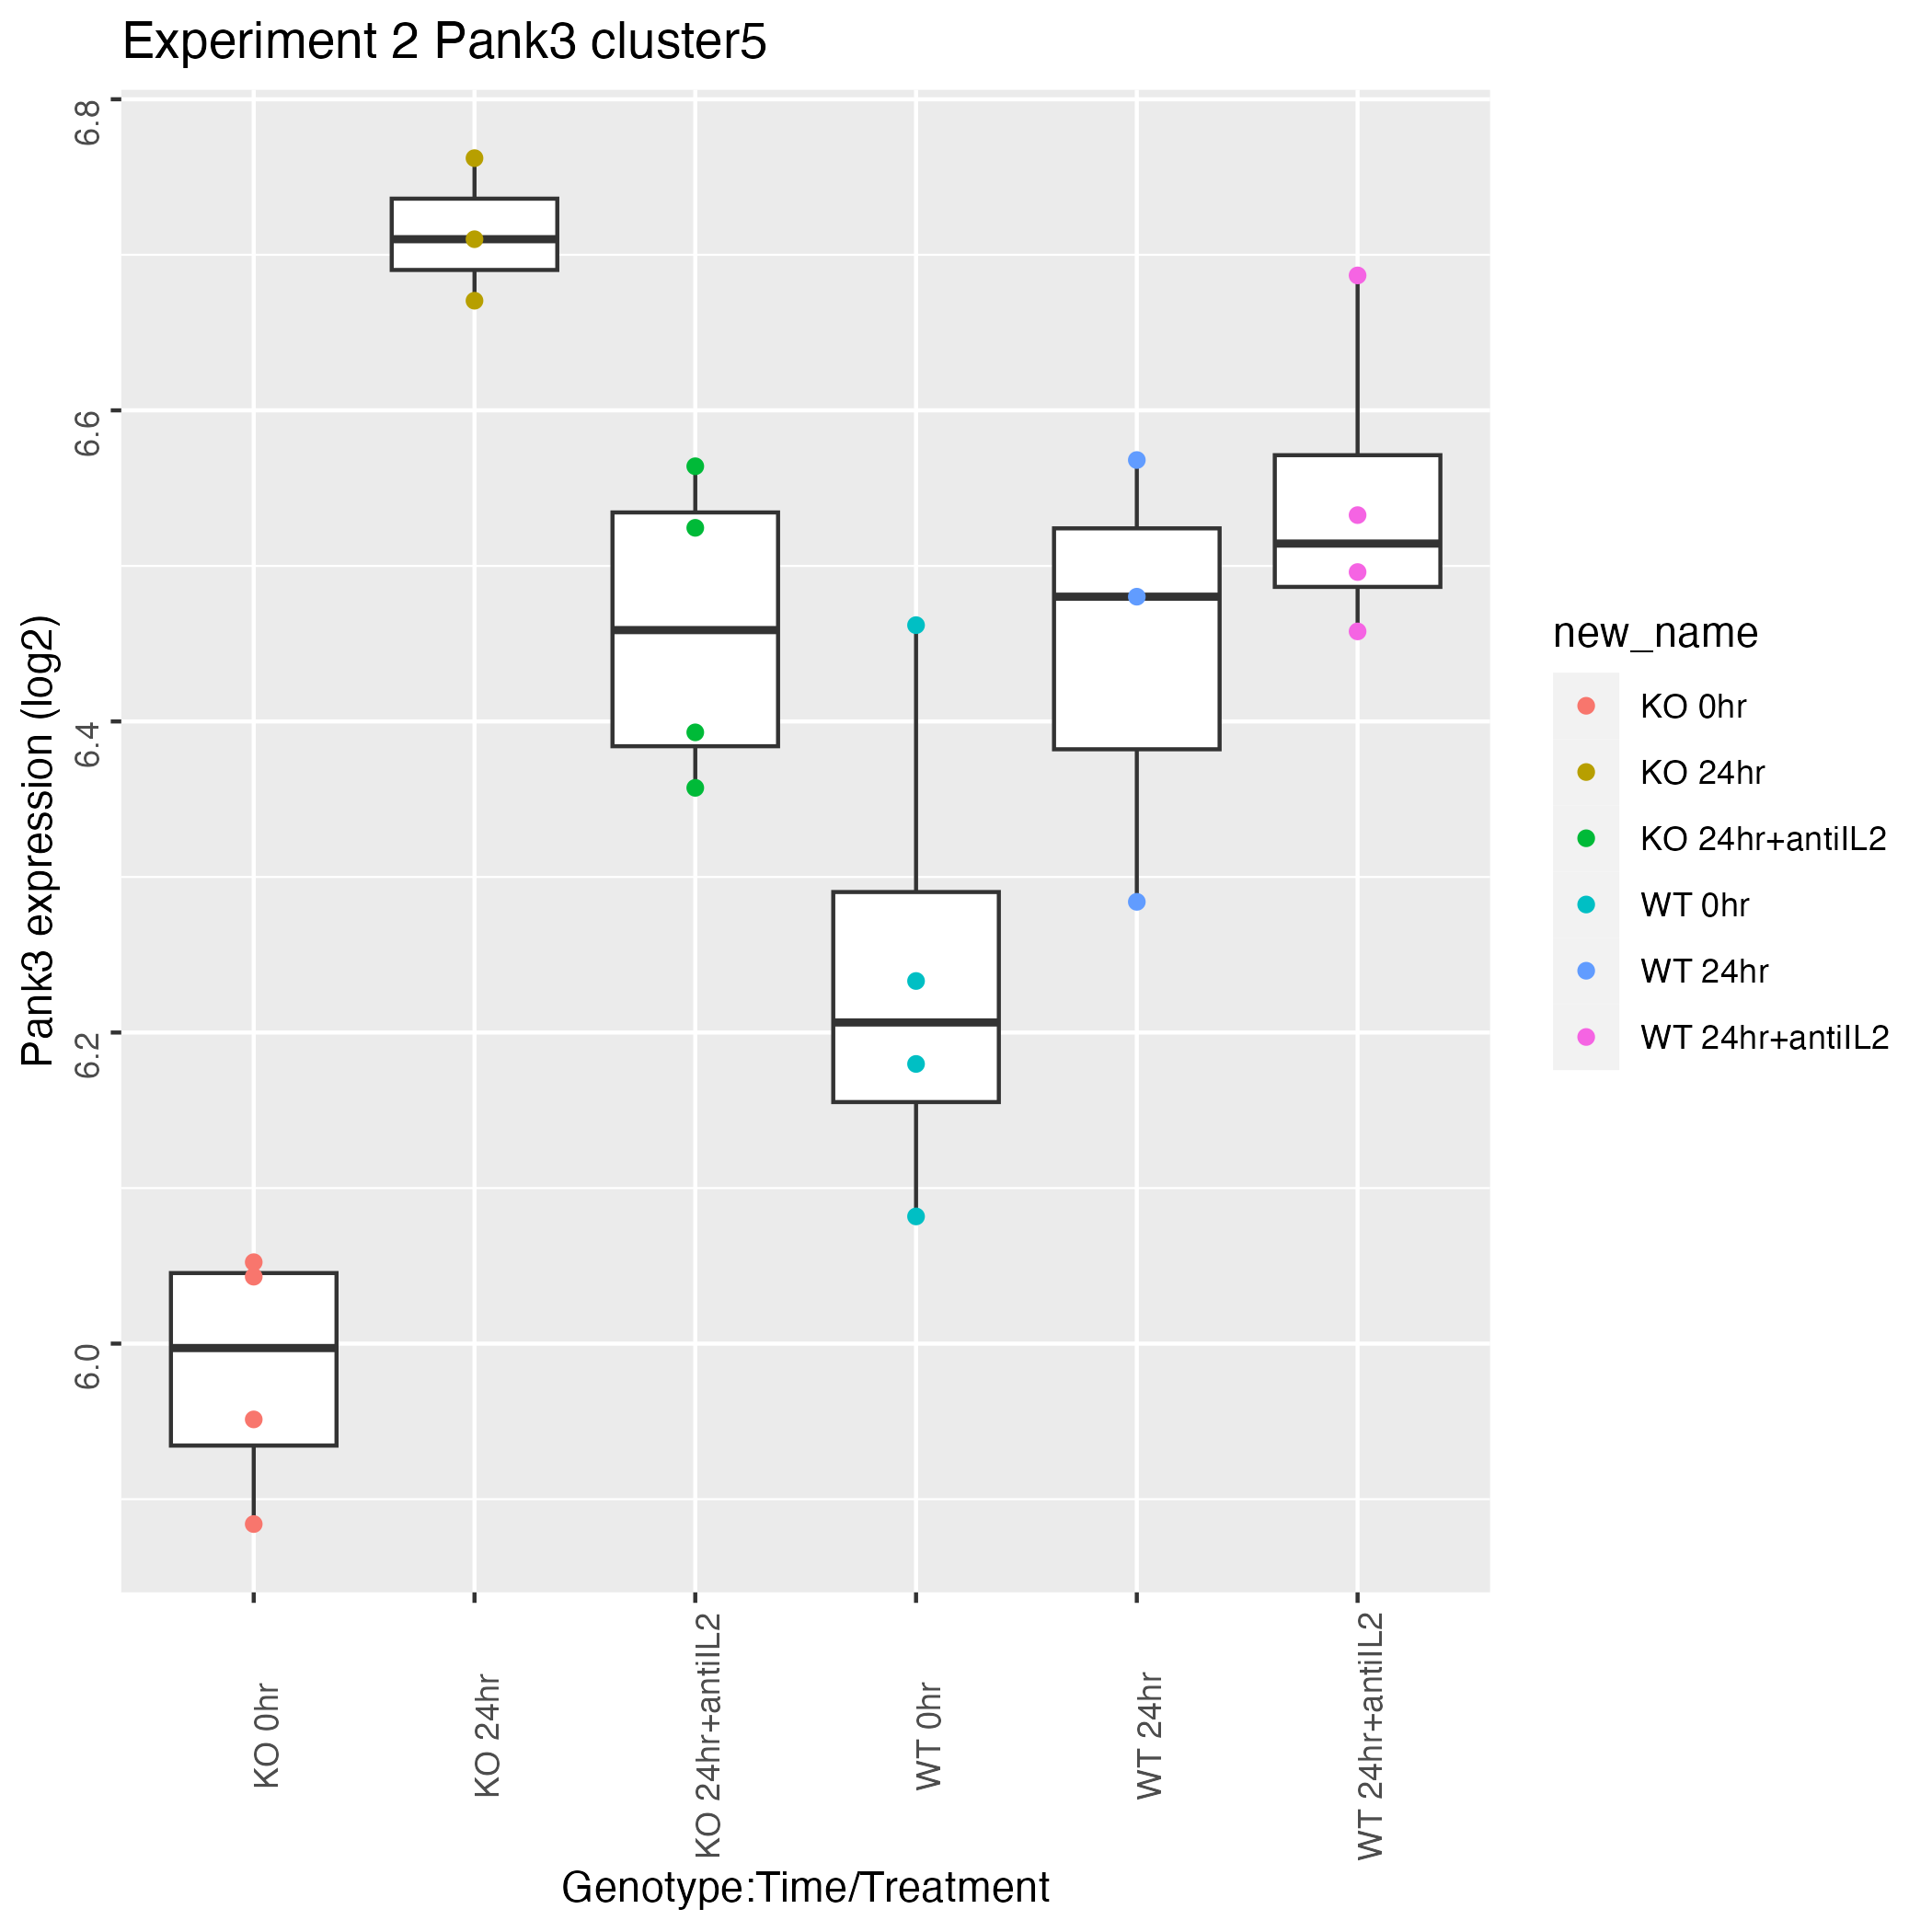 Experiment 2 Pank3 cluster5
Pank3 expression (log2)
6.8
6.6
6.4
6.2
6.0
KO 0hr
KO 24hr
KO 24hr+antiIL2
WT 0hr
WT 24hr
WT 24hr+antiIL2
Genotype:Time/Treatment
new_name
KO 0hr
KO 24hr
KO 24hr+antiIL2
WT 0hr
WT 24hr
WT 24hr+antiIL2